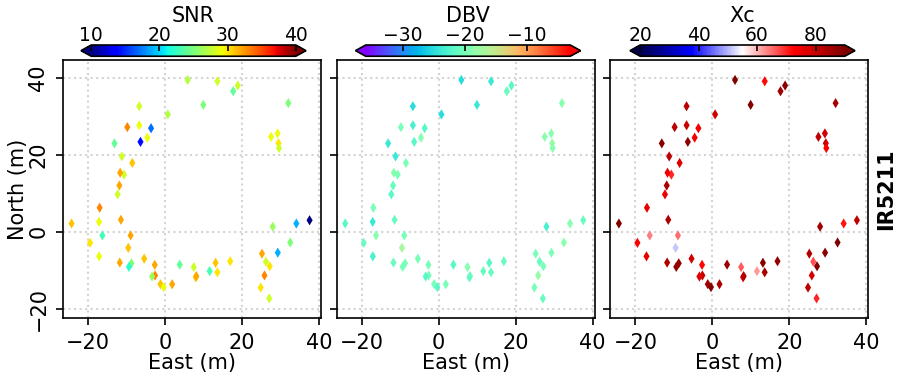 SNR DBV Xc
10 20 30 40 −30 −20 −10 20 40 60 80
40
20
0
−20
North (m)
IR5211
−20 0 20 40 −20 0 20 40 −20 0 20 40
East (m) East (m) East (m)